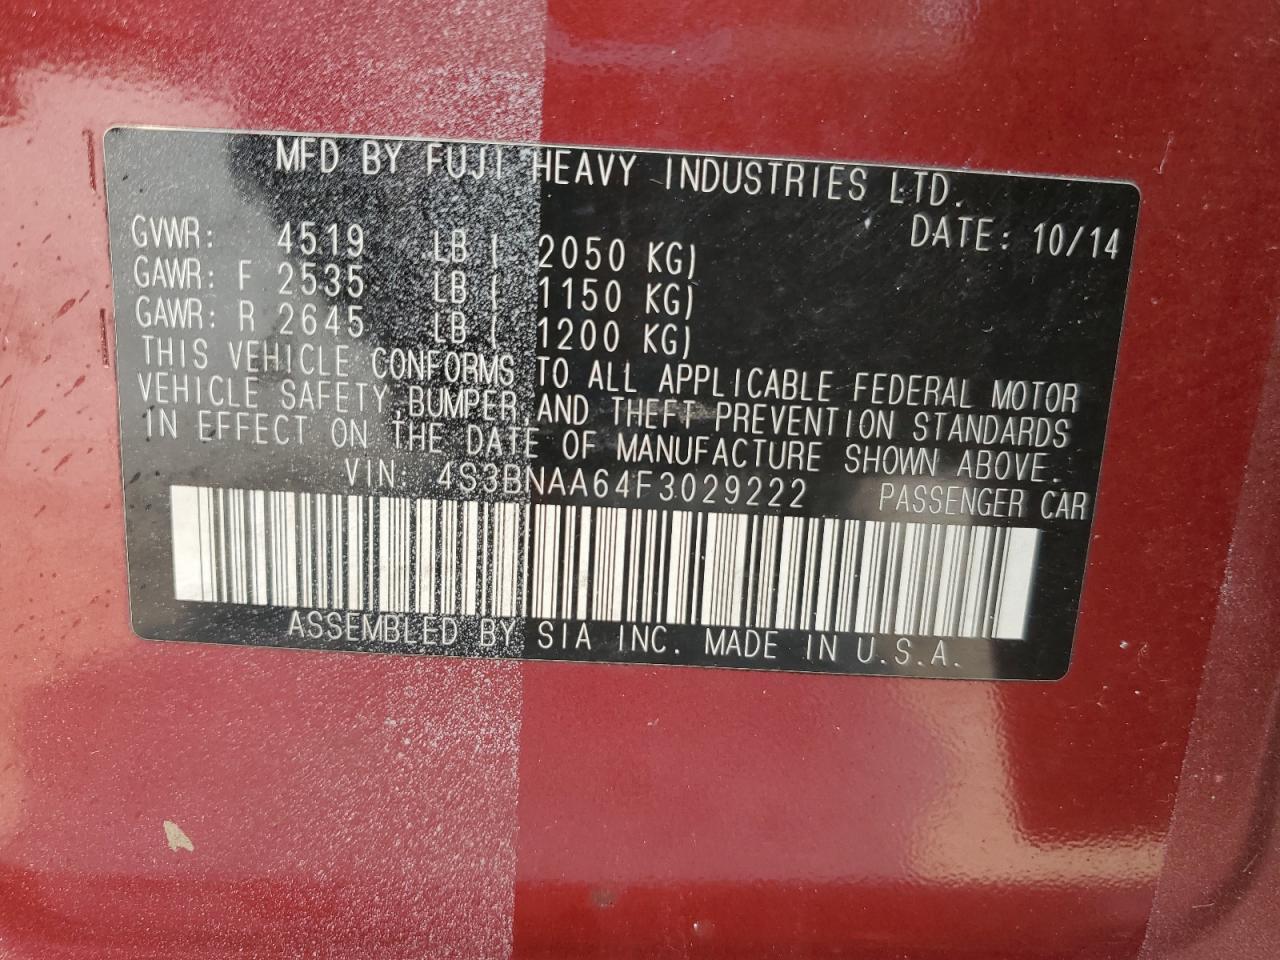 MFD BY FUJI HEAVY INDUSTRIES LTD.
DATE: 10/14
GVWR: 4519 LB ( 2050 KG)
GAWR: F 2535 LB ( 1150 KG)
GAWR: R 2645 LB ( 1200 KG)
THIS VEHICLE CONFORMS TO ALL APPLICABLE FEDERAL MOTOR
VEHICLE SAFETY,BUMPER AND THEFT PREVENTION STANDARDS
IN EFFECT ON THE DATE OF MANUFACTURE SHOWN ABOVE.
VIN 4S3BNAA64F3029222 PASSENGER CAR
ASSEMBLED BY SIA INC. MADE IN U.S.A.